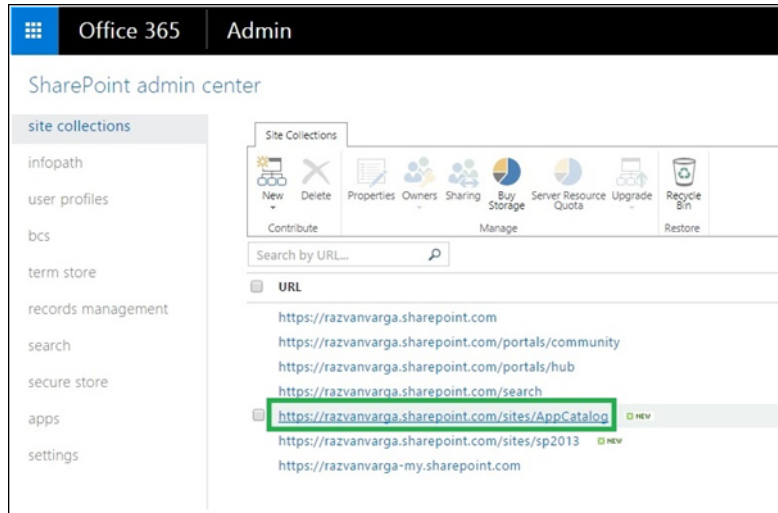 Office 365
Admin
SharePoint admin center
site collections
infopath
user profiles
bcs
term store
records management
search
secure store
apps
settings
Site Collections
New
Delete
Properties
Owners
Sharing
Buy
Storage
Server Resource
Quota
Upgrade
Recycle
Bin
Contribute
Manage
Restore
Search by URL...
URL
https://razvanvarga.sharepoint.com
https://razvanvarga.sharepoint.com/portals/community
https://razvanvarga.sharepoint.com/portals/hub
https://razvanvarga.sharepoint.com/search
https://razvanvarga.sharepoint.com/sites/AppCatalog NEW
https://razvanvarga.sharepoint.com/sites/sp2013 NEW
https://razvanvarga-my.sharepoint.com